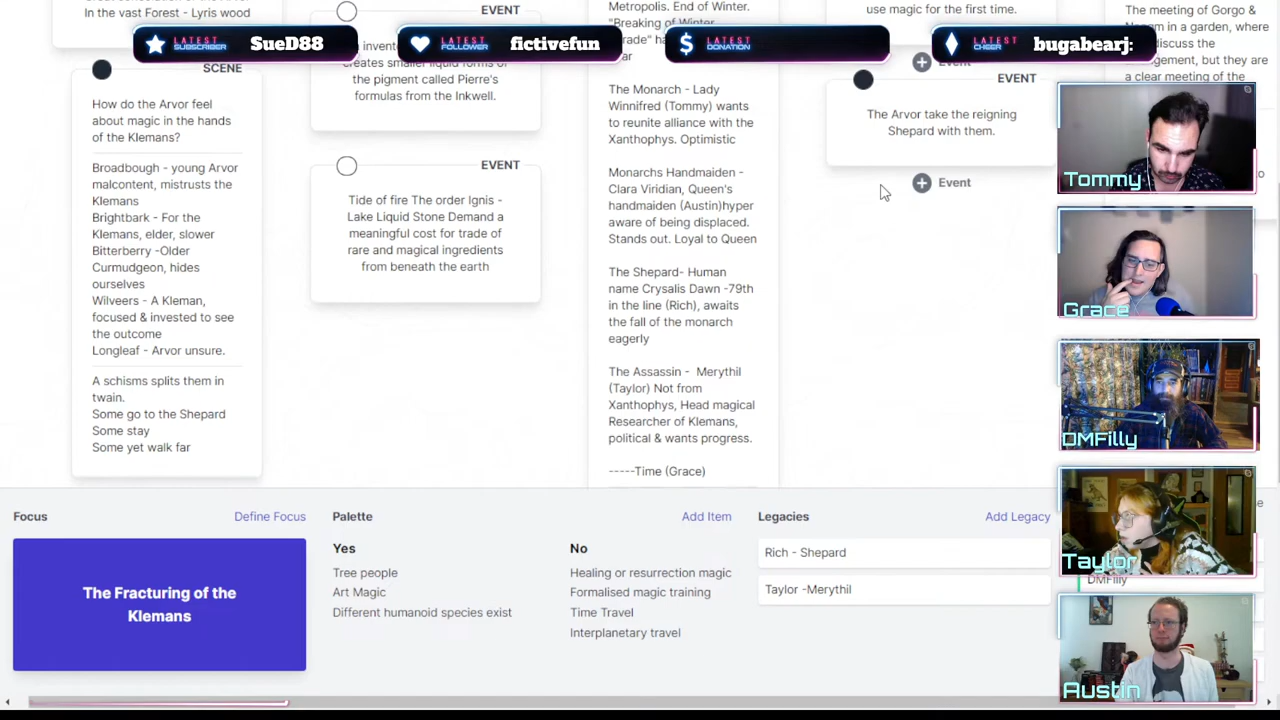 In the vast Forest - Lyris wood
LATEST
SUBSCRIBER
SueD88
SCENE
How do the Arvor feel
about magic in the hands
of the Klemans?
Broadbough - young Arvor
malcontent, mistrusts the
Klemans
Brightbark - For the
Klemans, elder, slower
Bitterberry -Older
Curmudgeon, hides
ourselves
Wilveers - A Kleman,
focused & invested to see
the outcome
Longleaf - Arvor unsure.
A schisms splits them in
twain.
Some go to the Shepard
Some stay
Some yet walk far
EVENT
LATEST
FOLLOWER
fictivefun
creates smaller liquid forms of
the pigment called Pierre's
formulas from the Inkwell.
EVENT
Tide of fire The order Ignis -
Lake Liquid Stone Demand a
meaningful cost for trade of
rare and magical ingredients
from beneath the earth
Metropolis. End of Winter.
"Breaking of Winter
LATEST
DONATION
The Monarch - Lady
Winnifred (Tommy) wants
to reunite alliance with the
Xanthophys. Optimistic
Monarchs Handmaiden -
Clara Viridian, Queen's
handmaiden (Austin)hyper
aware of being displaced.
Stands out. Loyal to Queen
The Shepard- Human
name Crysalis Dawn -79th
in the line (Rich), awaits
the fall of the monarch
eagerly
The Assassin - Merythil
(Taylor) Not from
Xanthophys, Head magical
Researcher of Klemans,
political & wants progress.
-----Time (Grace)
use magic for the first time.
LATEST
CHEER
bugabearj:
Event
EVENT
The Arvor take the reigning
Shepard with them.
Event
The meeting of Gorgo &
in a garden, where
discuss the
but they are
a clear meeting of the
Tommy
Grace
DMFilly
Taylor
DMFilly
Austin
Focus
Define Focus
The Fracturing of the
Klemans
Palette
Add Item
Yes
Tree people
Art Magic
Different humanoid species exist
No
Healing or resurrection magic
Formalised magic training
Time Travel
Interplanetary travel
Legacies
Add Legacy
Rich - Shepard
Taylor -Merythil